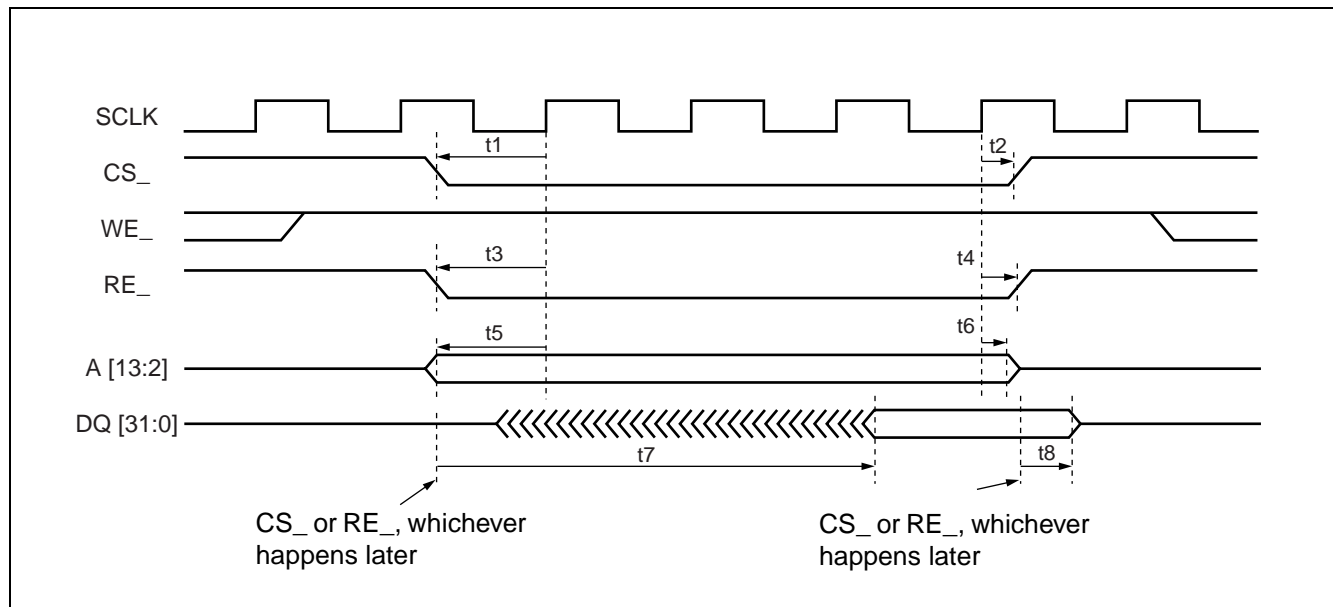 SCLK
t1
t2
CS_
WE_
t3
t4
RE_
t5
t6
A [13:2]
DQ [31:0]
t7
t8
CS_ or RE_, whichever
happens later
CS_ or RE_, whichever
happens later